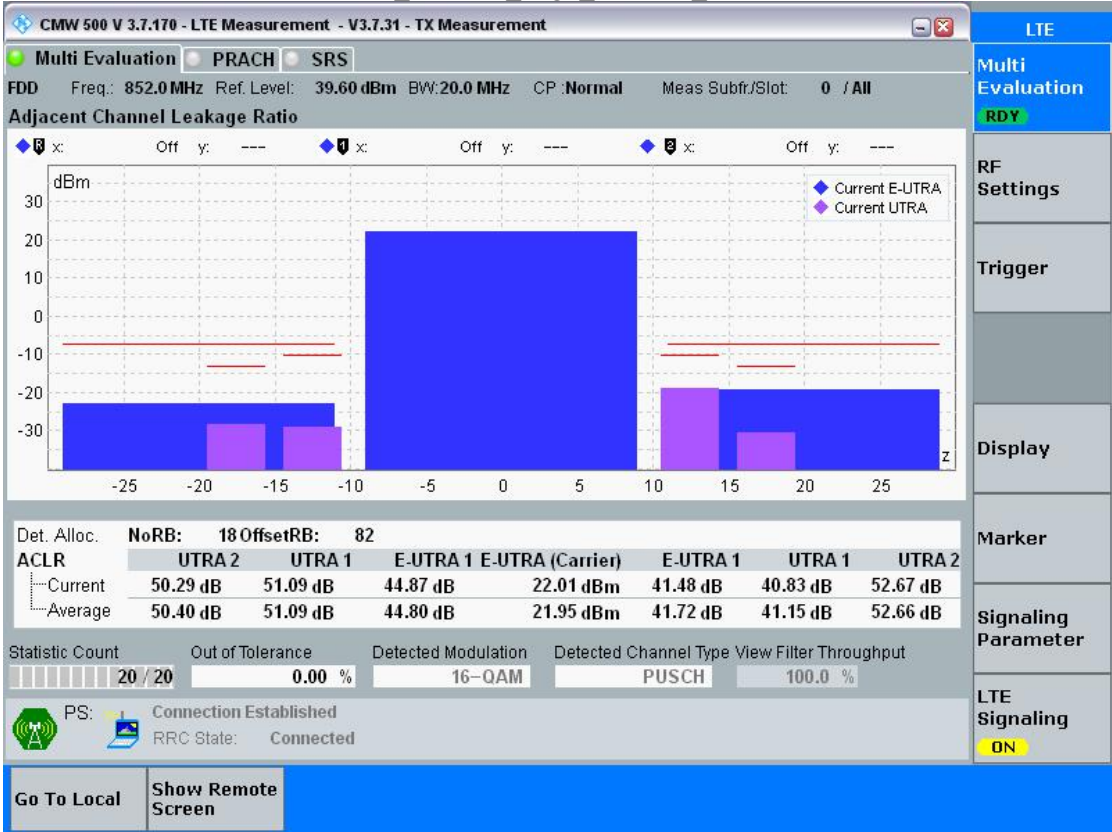 CMW 500 V 3.7.170 - LTE Measurement - V3.7.31 - TX Measurement
LTE
Multi Evaluation PRACH SRS
FDD Freq.: 852.0 MHz Ref. Level: 39.60 dBm BW:20.0 MHz CP :Normal Meas Subfr./Slot: 0 / All
Adjacent Channel Leakage Ratio
R x: Off y: --- 1 x: Off y: --- 2 x: Off y: ---
dBm
Current E-UTRA
Current UTRA
30
20
10
0
-10
-20
-30
z
-25 -20 -15 -10 -5 0 5 10 15 20 25
Det. Alloc. NoRB: 18 OffsetRB: 82
ACLR UTRA 2 UTRA 1 E-UTRA 1 E-UTRA (Carrier) E-UTRA 1 UTRA 1 UTRA 2
Current 50.29 dB 51.09 dB 44.87 dB 22.01 dBm 41.48 dB 40.83 dB 52.67 dB
Average 50.40 dB 51.09 dB 44.80 dB 21.95 dBm 41.72 dB 41.15 dB 52.66 dB
Statistic Count Out of Tolerance Detected Modulation Detected Channel Type View Filter Throughput
20 / 20 0.00 % 16-QAM PUSCH 100.0 %
PS: Connection Established
RRC State: Connected
Multi
Evaluation
RDY
RF
Settings
Trigger
Display
Marker
Signaling
Parameter
LTE
Signaling
ON
Go To Local
Show Remote
Screen